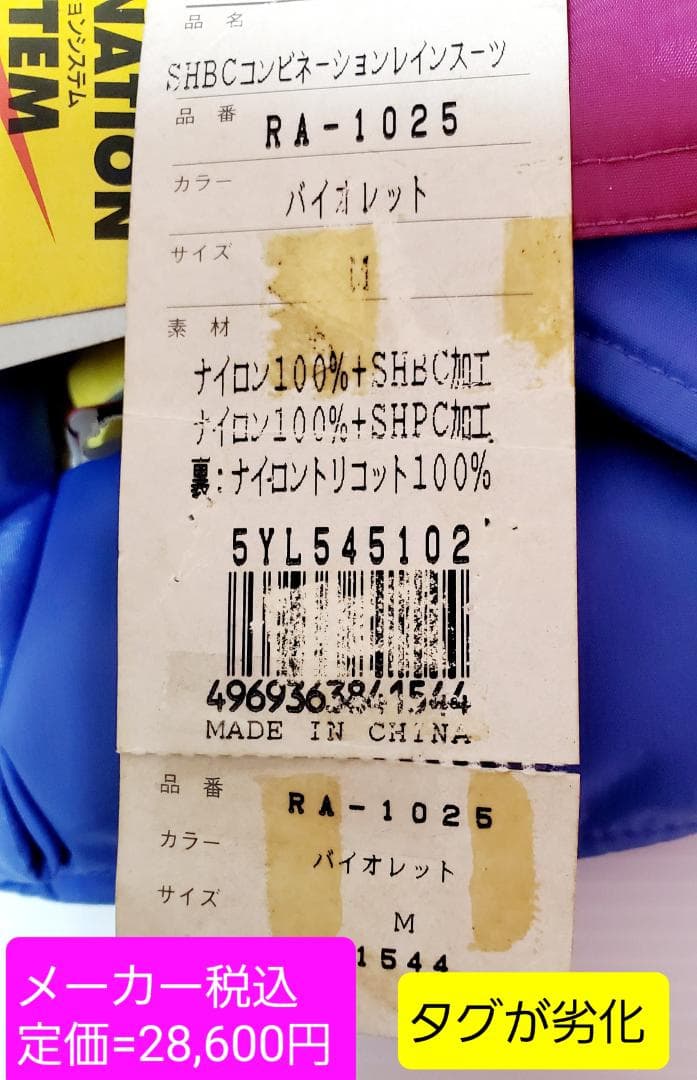 NATION
TEM
ョンシステム
品名
SHBCコンビネーションレインスーツ
品番
RA-1025
カラー
バイオレット
サイズ
M
素材
ナイロン100%+SHBC加工
ナイロン100%+SHPC加工
裏:ナイロントリコット100%
5YL545102
4969363841544
MADE IN CHINA
品番
RA-1025
カラー
バイオレット
サイズ
M
1544
メーカー税込
定価=28,600円
タグが劣化